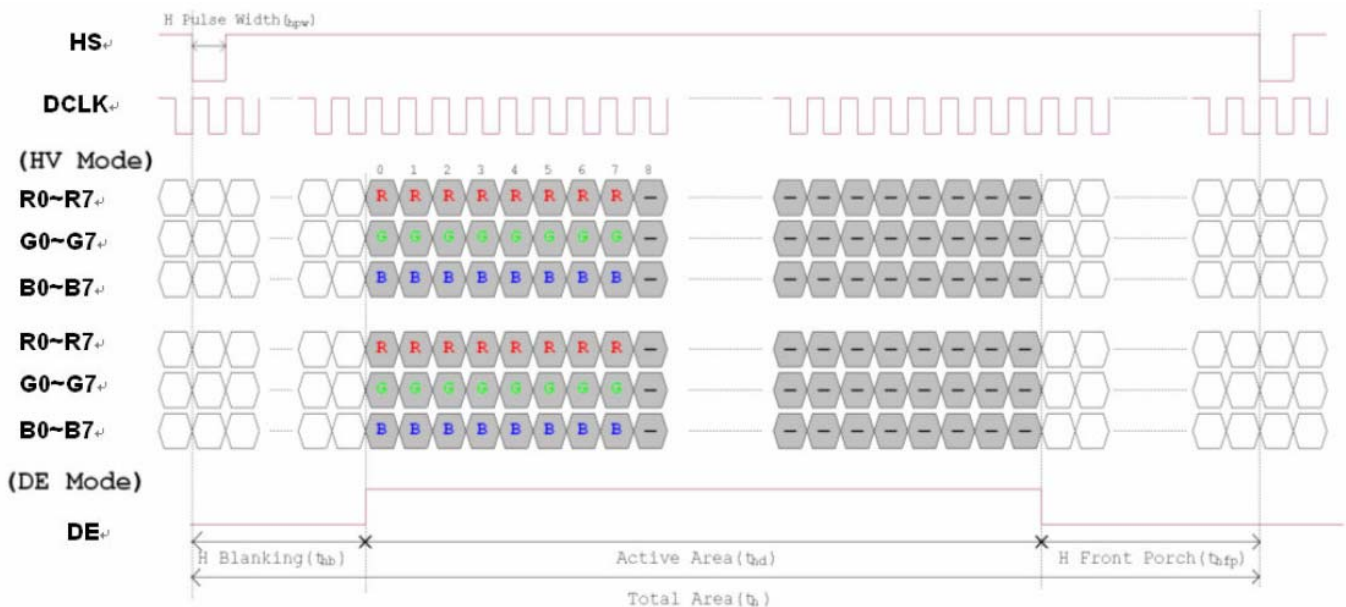 H Pulse Width(thpw)
HS
DCLK
(HV Mode)
0 1 2 3 4 5 6 7 8
R0~R7 R R R R R R R R — — — — — — — — —
G0~G7 G G G G G G G G — — — — — — — — —
B0~B7 B B B B B B B B — — — — — — — — —
R0~R7 R R R R R R R R — — — — — — — — —
G0~G7 G G G G G G G G — — — — — — — — —
B0~B7 B B B B B B B B — — — — — — — — —
(DE Mode)
DE
H Blanking(thb) Active Area(thd) H Front Porch(thfp)
Total Area(th)